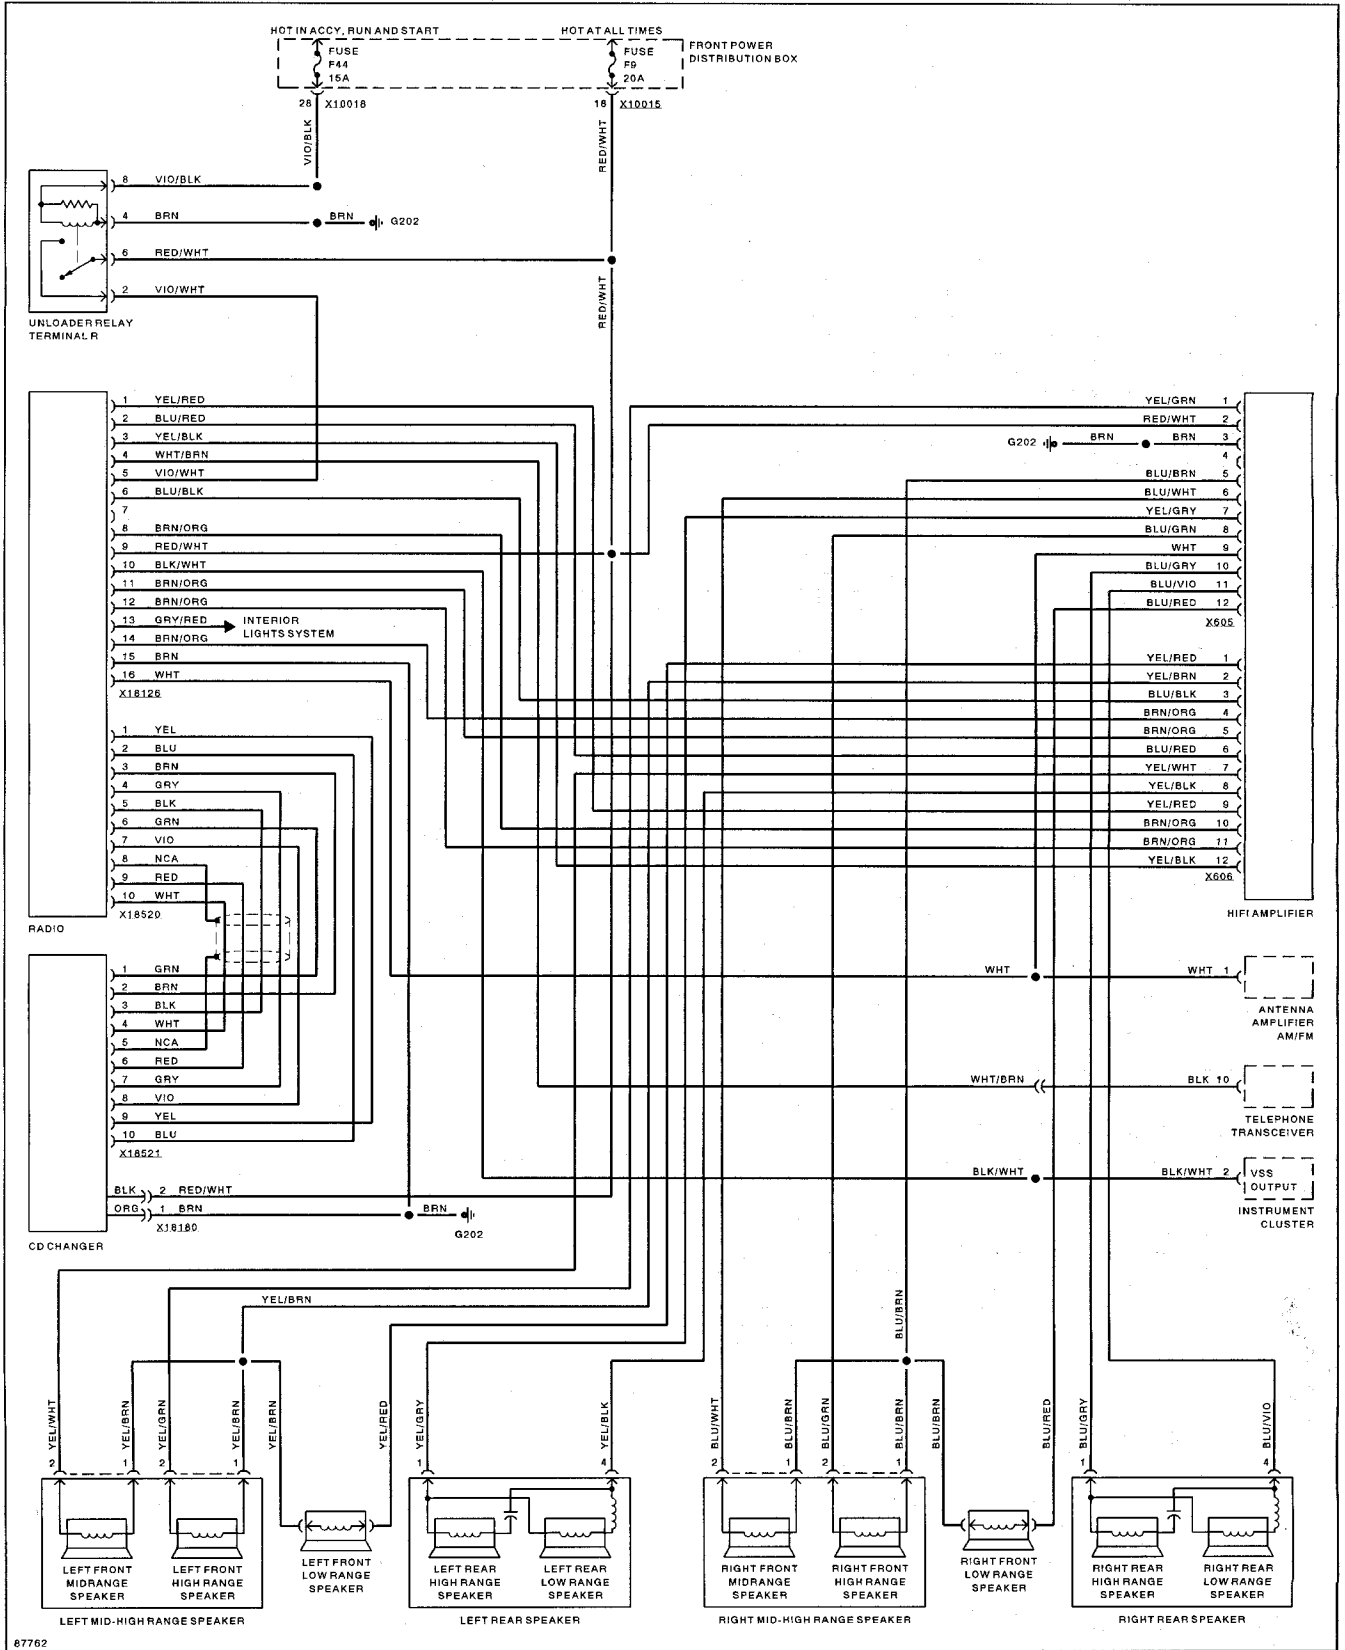 HOT IN ACCY, RUN AND START
HOT AT ALL TIMES
FUSE
F44
15A
FUSE
F9
20A
FRONT POWER
DISTRIBUTION BOX
28 X10018
18 X10015
VIO/BLK
RED/WHT
8 VIO/BLK
4 BRN
BRN
G202
6 RED/WHT
2 VIO/WHT
RED/WHT
UNLOADER RELAY
TERMINAL R
1 YEL/RED
2 BLU/RED
3 YEL/BLK
4 WHT/BRN
5 VIO/WHT
6 BLU/BLK
7
8 BRN/ORG
9 RED/WHT
10 BLK/WHT
11 BRN/ORG
12 BRN/ORG
13 GRY/RED
INTERIOR
LIGHTS SYSTEM
14 BRN/ORG
15 BRN
16 WHT
X18126
1 YEL
2 BLU
3 BRN
4 GRY
5 BLK
6 GRN
7 VIO
8 NCA
9 RED
10 WHT
X18520
RADIO
1 GRN
2 BRN
3 BLK
4 WHT
5 NCA
6 RED
7 GRY
8 VIO
9 YEL
10 BLU
X18521
BLK 2 RED/WHT
ORG 1 BRN
X18180
BRN
G202
CD CHANGER
YEL/GRN 1
RED/WHT 2
G202 BRN BRN 3
4
BLU/BRN 5
BLU/WHT 6
YEL/GRY 7
BLU/GRN 8
WHT 9
BLU/GRY 10
BLU/VIO 11
BLU/RED 12
X605
YEL/RED 1
YEL/BRN 2
BLU/BLK 3
BRN/ORG 4
BRN/ORG 5
BLU/RED 6
YEL/WHT 7
YEL/BLK 8
YEL/RED 9
BRN/ORG 10
BRN/ORG 11
YEL/BLK 12
X606
HIFI AMPLIFIER
WHT WHT 1
ANTENNA
AMPLIFIER
AM/FM
WHT/BRN BLK 10
TELEPHONE
TRANSCEIVER
BLK/WHT BLK/WHT 2
VSS
OUTPUT
INSTRUMENT
CLUSTER
YEL/BRN
BLU/BRN
YEL/WHT
YEL/BRN
YEL/GRN
YEL/BRN
YEL/BRN
YEL/RED
YEL/GRY
YEL/BLK
BLU/WHT
BLU/BRN
BLU/GRN
BLU/BRN
BLU/BRN
BLU/RED
BLU/GRY
BLU/VIO
2 1 2 1 1 4 2 1 2 1 1 4
LEFT FRONT
MIDRANGE
SPEAKER
LEFT FRONT
HIGH RANGE
SPEAKER
LEFT MID-HIGH RANGE SPEAKER
LEFT FRONT
LOW RANGE
SPEAKER
LEFT REAR
HIGH RANGE
SPEAKER
LEFT REAR
LOW RANGE
SPEAKER
LEFT REAR SPEAKER
RIGHT FRONT
MIDRANGE
SPEAKER
RIGHT FRONT
HIGH RANGE
SPEAKER
RIGHT MID-HIGH RANGE SPEAKER
RIGHT FRONT
LOW RANGE
SPEAKER
RIGHT REAR
HIGH RANGE
SPEAKER
RIGHT REAR
LOW RANGE
SPEAKER
RIGHT REAR SPEAKER
87762